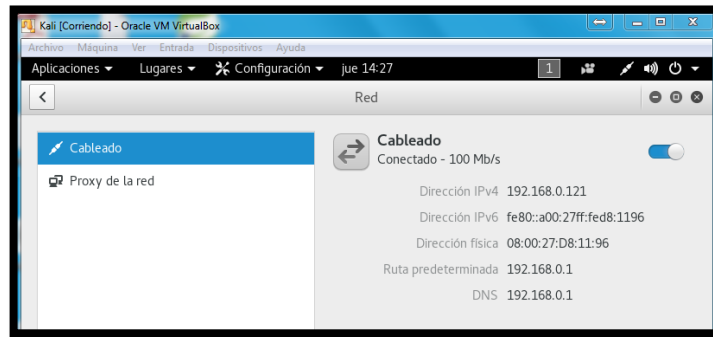 Kali [Corriendo] - Oracle VM VirtualBox
Archivo Máquina Ver Entrada Dispositivos Ayuda
Aplicaciones Lugares Configuración jue 14:27 1
Red
Cableado
Proxy de la red
Cableado
Conectado - 100 Mb/s
Dirección IPv4 192.168.0.121
Dirección IPv6 fe80::a00:27ff:fed8:1196
Dirección física 08:00:27:D8:11:96
Ruta predeterminada 192.168.0.1
DNS 192.168.0.1